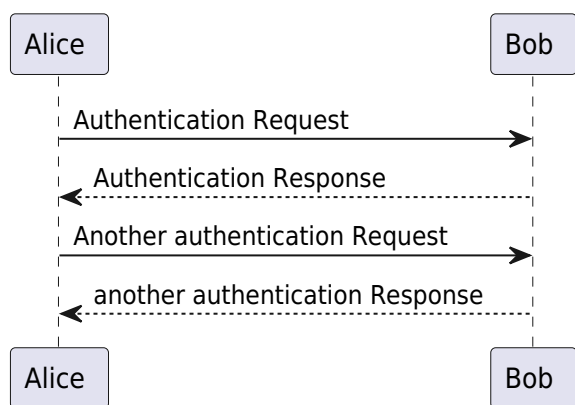 Alice
Bob
Authentication Request
Authentication Response
Another authentication Request
another authentication Response
Alice
Bob